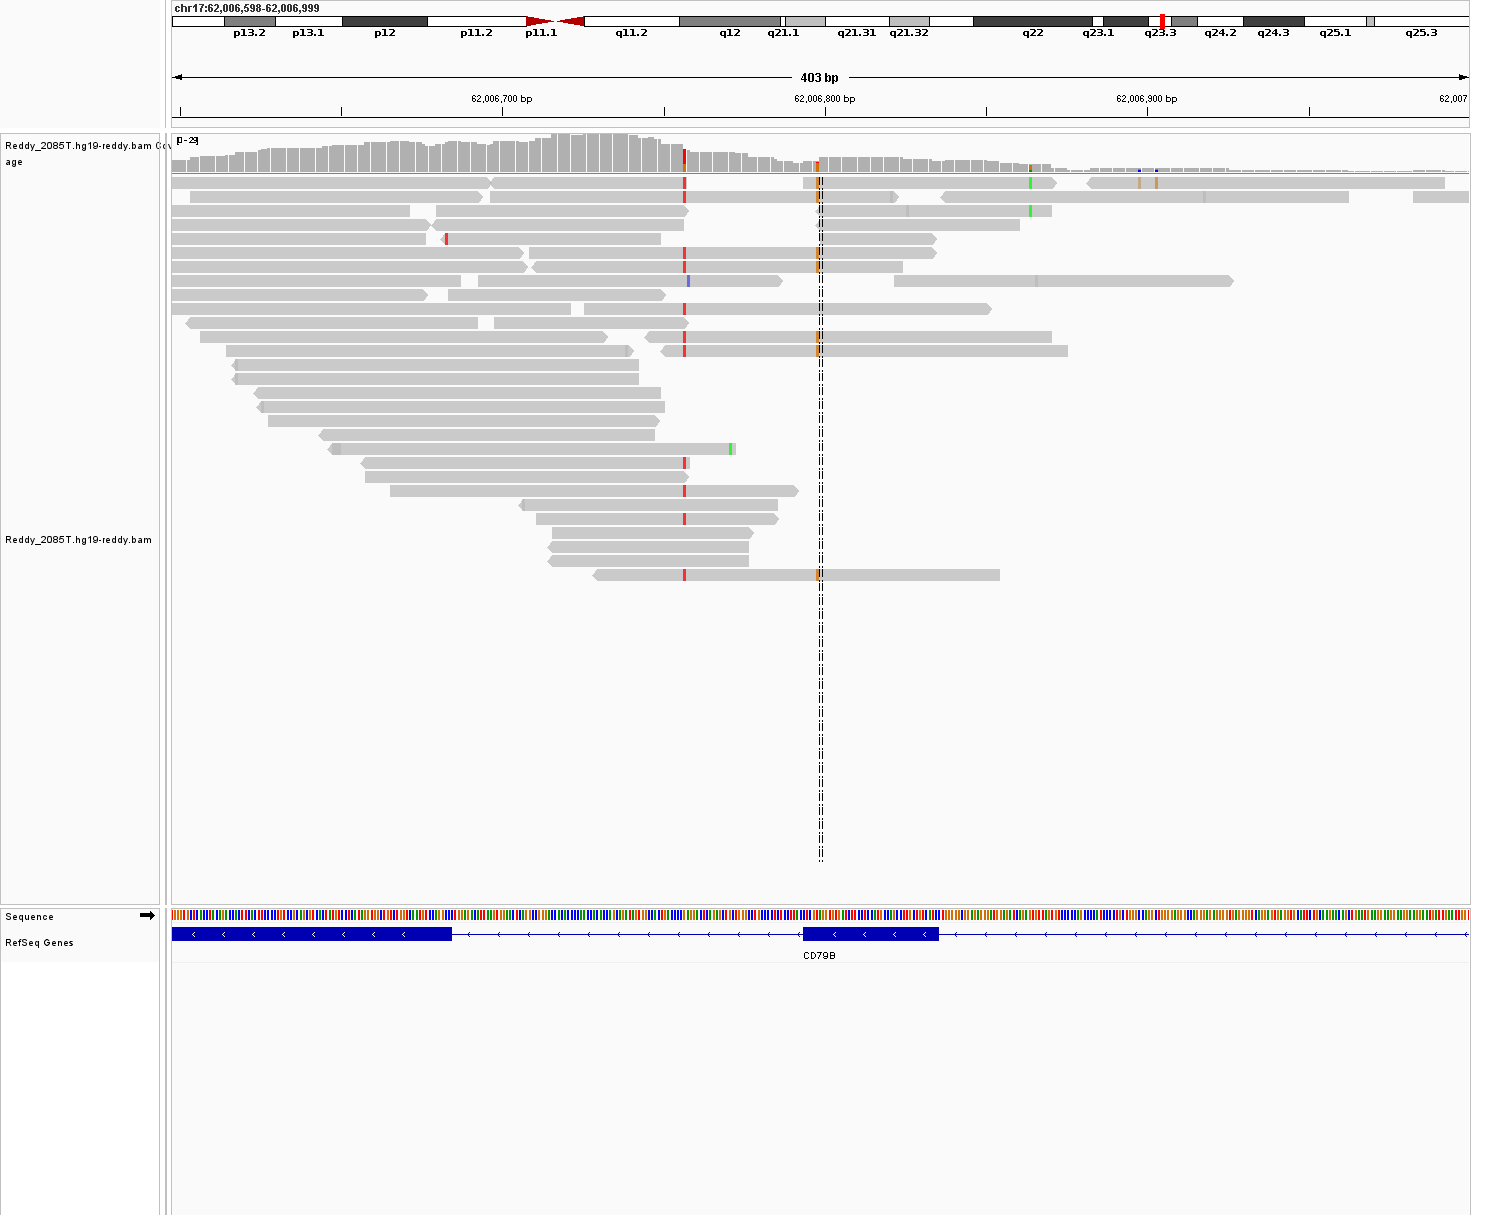 chr17:62,006,598-62,006,999
p13.2 p13.1 p12 p11.2 p11.1 q11.2 q12 q21.1 q21.31 q21.32 q22 q23.1 q23.3 q24.2 q24.3 q25.1 q25.3
403 bp
62,006,700 bp 62,006,800 bp 62,006,900 bp 62,007
Reddy_2085T.hg19-reddy.bam Cov
age
[0-29]
Reddy_2085T.hg19-reddy.bam
Sequence
RefSeq Genes
CD79B